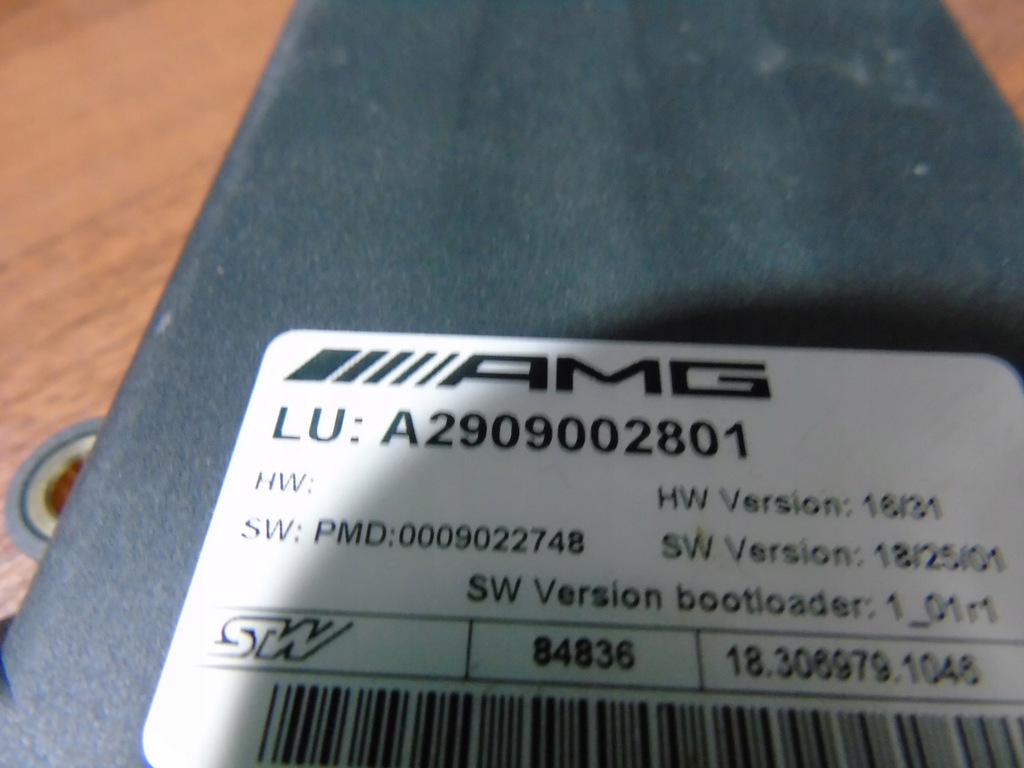 AMG
LU: A2909002801
HW:
HW Version: 16/31
SW: PMD:0009022748
SW Version: 18/25/01
SW Version bootloader: 1_01r1
STW
84836
18.306979.1046